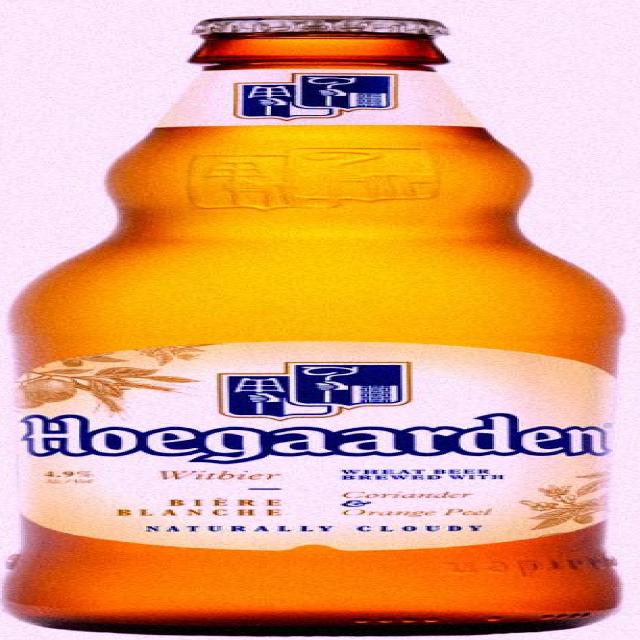 Hoegaarden
4.9%
Alc./Vol
Witbier
BIÈRE
BLANCHE
WHEAT BEER
BREWED WITH
Coriander
&
Orange Peel
NATURALLY CLOUDY